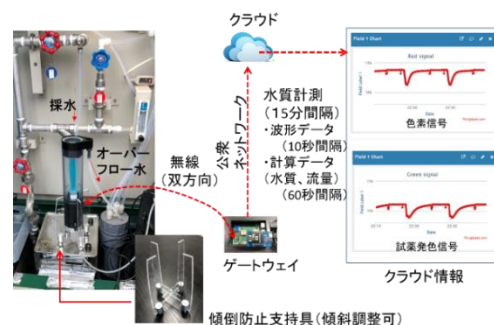 クラウド
採水
オーバー
フロー水
無線
(双方向)
公衆
ネットワーク
水質計測
(15分間隔)
・波形データ
(10秒間隔)
・計算データ
(水質、流量)
(60秒間隔)
ゲートウェイ
傾倒防止支持具(傾斜調整可)
Field 1 Chart
Red signal
Date
色素信号
Field 1 Chart
Green signal
試薬発色信号
クラウド情報